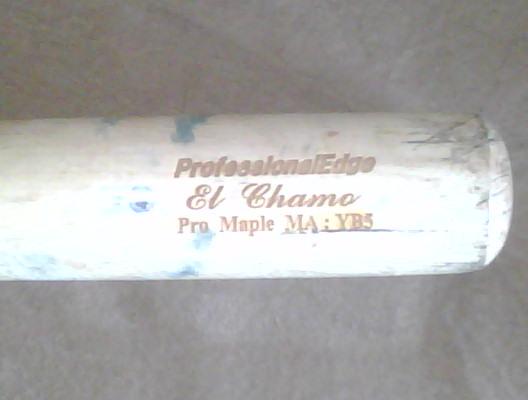 ProfessionalEdge
El Chamo
Pro Maple MA: YB5